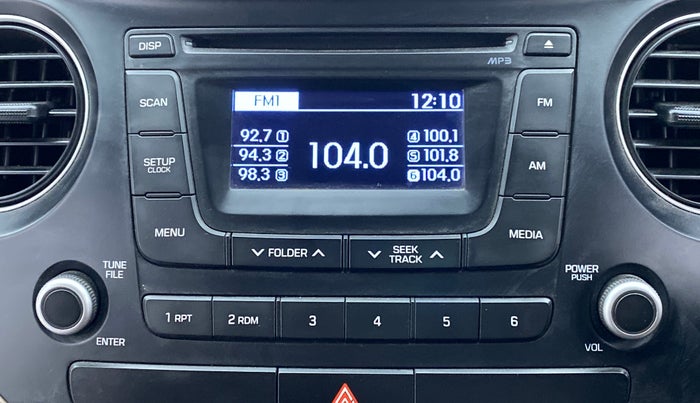 DISP
MP3
SCAN
FM1 12:10
FM
92.7 1 4 100.1
94.3 2 104.0 5 101.8
98.3 3 6 104.0
SETUP
CLOCK
AM
MENU
MEDIA
FOLDER
SEEK
TRACK
TUNE
FILE
POWER
PUSH
1 RPT 2 RDM 3 4 5 6
ENTER
VOL